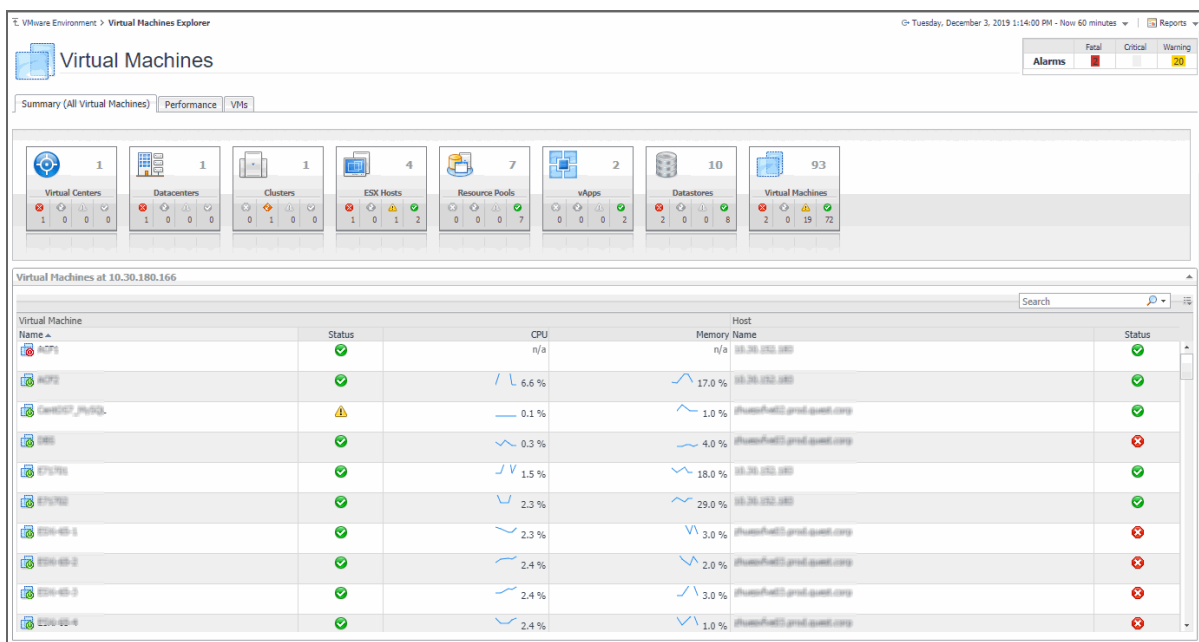 VMware Environment > Virtual Machines Explorer
Tuesday, December 3, 2019 1:14:00 PM - Now 60 minutes
Reports
Virtual Machines
Fatal Critical Warning
Alarms 2 20
Summary (All Virtual Machines) Performance VMs
1 1 1 4 7 2 10 93
Virtual Centers Datacenters Clusters ESX Hosts Resource Pools vApps Datastores Virtual Machines
1 0 0 0 1 0 0 0 0 1 0 0 1 0 1 2 0 0 0 7 0 0 0 2 2 0 0 8 2 0 19 72
Virtual Machines at 10.30.180.166
Search
Virtual Machine Host
Name Status CPU Memory Name Status
n/a n/a
6.6 % 17.0 %
0.1 % 1.0 %
0.3 % 4.0 %
1.5 % 18.0 %
2.3 % 29.0 %
2.3 % 3.0 %
2.4 % 2.0 %
2.4 % 3.0 %
2.4 % 1.0 %